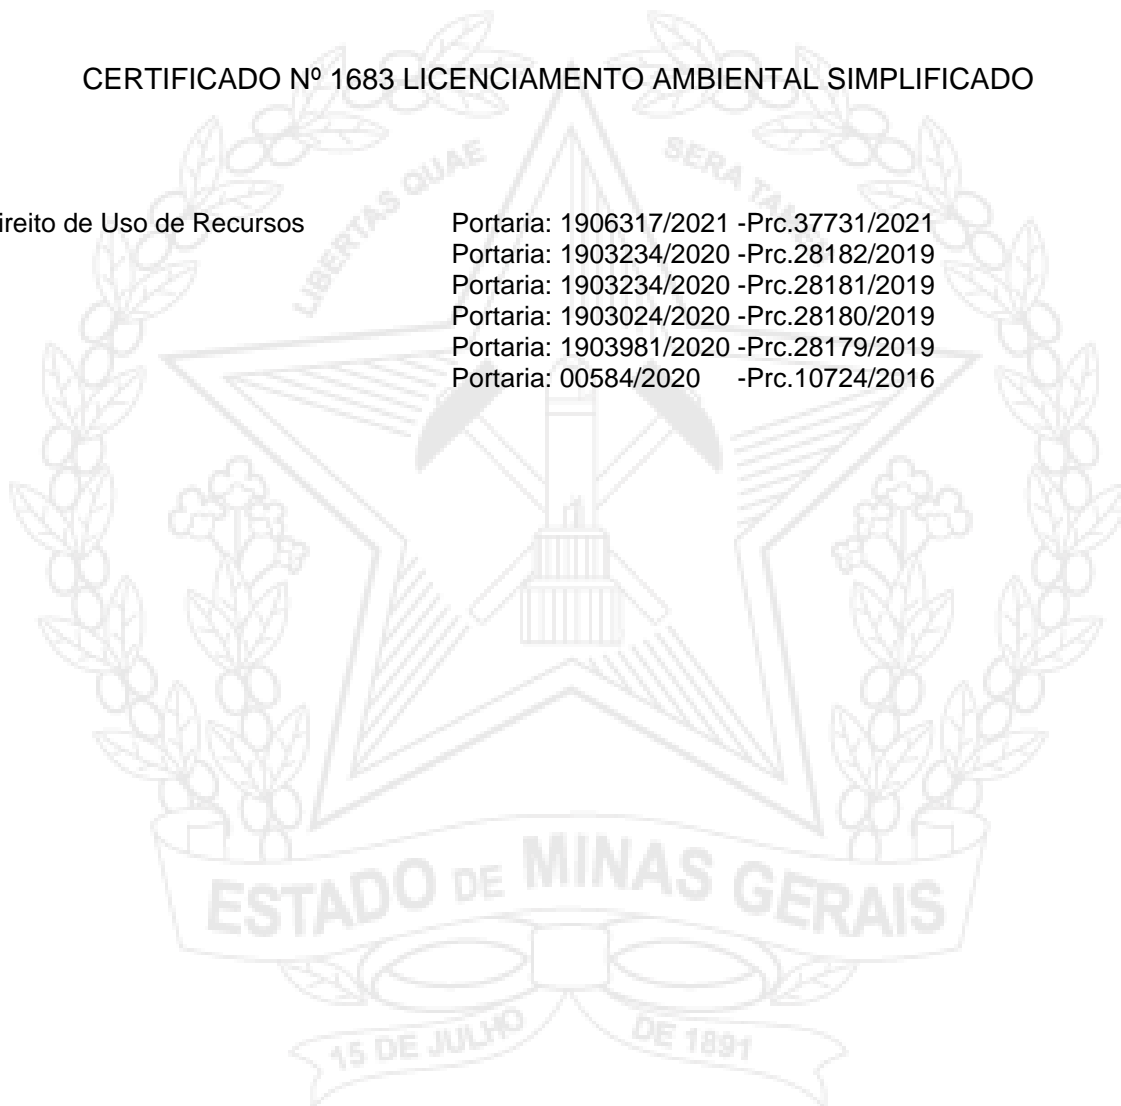 CERTIFICADO Nº 1683 LICENCIAMENTO AMBIENTAL SIMPLIFICADO
LIBERTAS QUAE SERA TAMEN
ireito de Uso de Recursos Portaria: 1906317/2021 -Prc.37731/2021
Portaria: 1903234/2020 -Prc.28182/2019
Portaria: 1903234/2020 -Prc.28181/2019
Portaria: 1903024/2020 -Prc.28180/2019
Portaria: 1903981/2020 -Prc.28179/2019
Portaria: 00584/2020 -Prc.10724/2016
ESTADO DE MINAS GERAIS
15 DE JULHO DE 1891